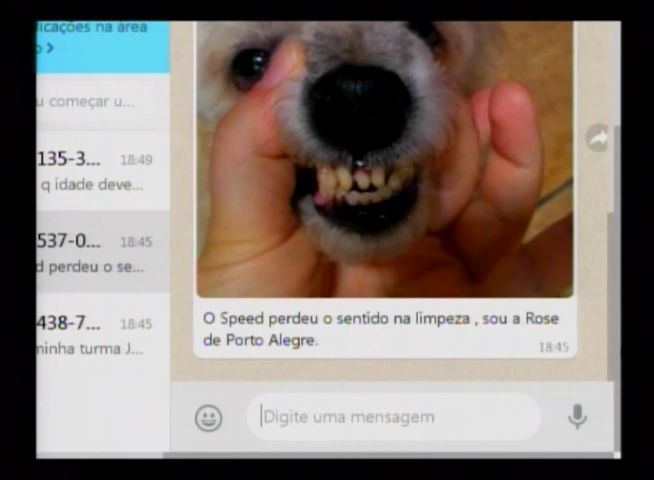 icações na área
o >
u começar u...
135-3... 18:49
q idade deve...
537-0... 18:45
d perdeu o se...
438-7... 18:45
ninha turma J...
O Speed perdeu o sentido na limpeza , sou a Rose
de Porto Alegre.
18:45
Digite uma mensagem